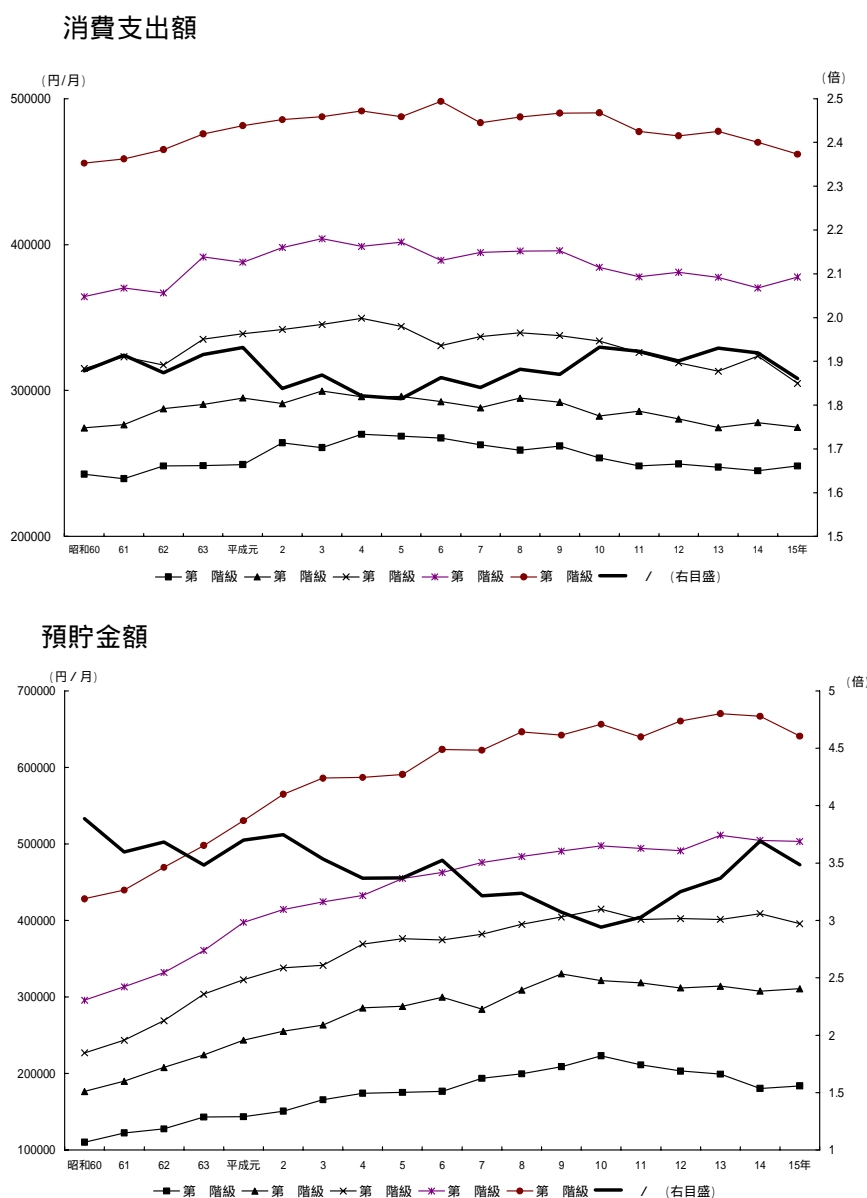 消費支出額
(円/月) (倍)
500000 2.5
2.4
2.3
400000 2.2
2.1
2.0
300000 1.9
1.8
1.7
1.6
200000 1.5
昭和60 61 62 63 平成元 2 3 4 5 6 7 8 9 10 11 12 13 14 15年
第 階級 第 階級 第 階級 第 階級 第 階級 / (右目盛)
預貯金額
(円/月) (倍)
700000 5
4.5
600000
4
500000
3.5
400000 3
300000 2.5
2
200000
1.5
100000 1
昭和60 61 62 63 平成元 2 3 4 5 6 7 8 9 10 11 12 13 14 15年
第 階級 第 階級 第 階級 第 階級 第 階級 / (右目盛)